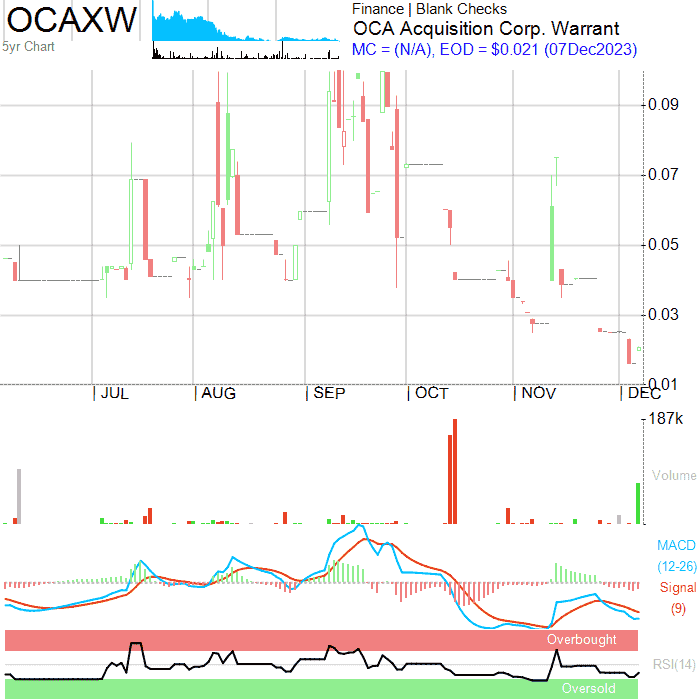 OCAXW
5yr Chart
Finance | Blank Checks
OCA Acquisition Corp. Warrant
MC = (N/A), EOD = $0.021 (07Dec2023)
0.09
0.07
0.05
0.03
0.01
JUL AUG SEP OCT NOV DEC
187k
Volume
MACD
(12-26)
Signal
(9)
Overbought
RSI(14)
Oversold